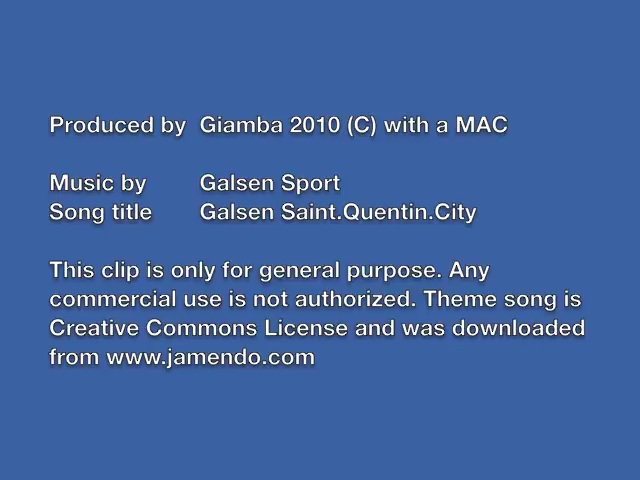 Produced by Giamba 2010 (C) with a MAC
Music by Galsen Sport
Song title Galsen Saint.Quentin.City
This clip is only for general purpose. Any
commercial use is not authorized. Theme song is
Creative Commons License and was downloaded
from www.jamendo.com